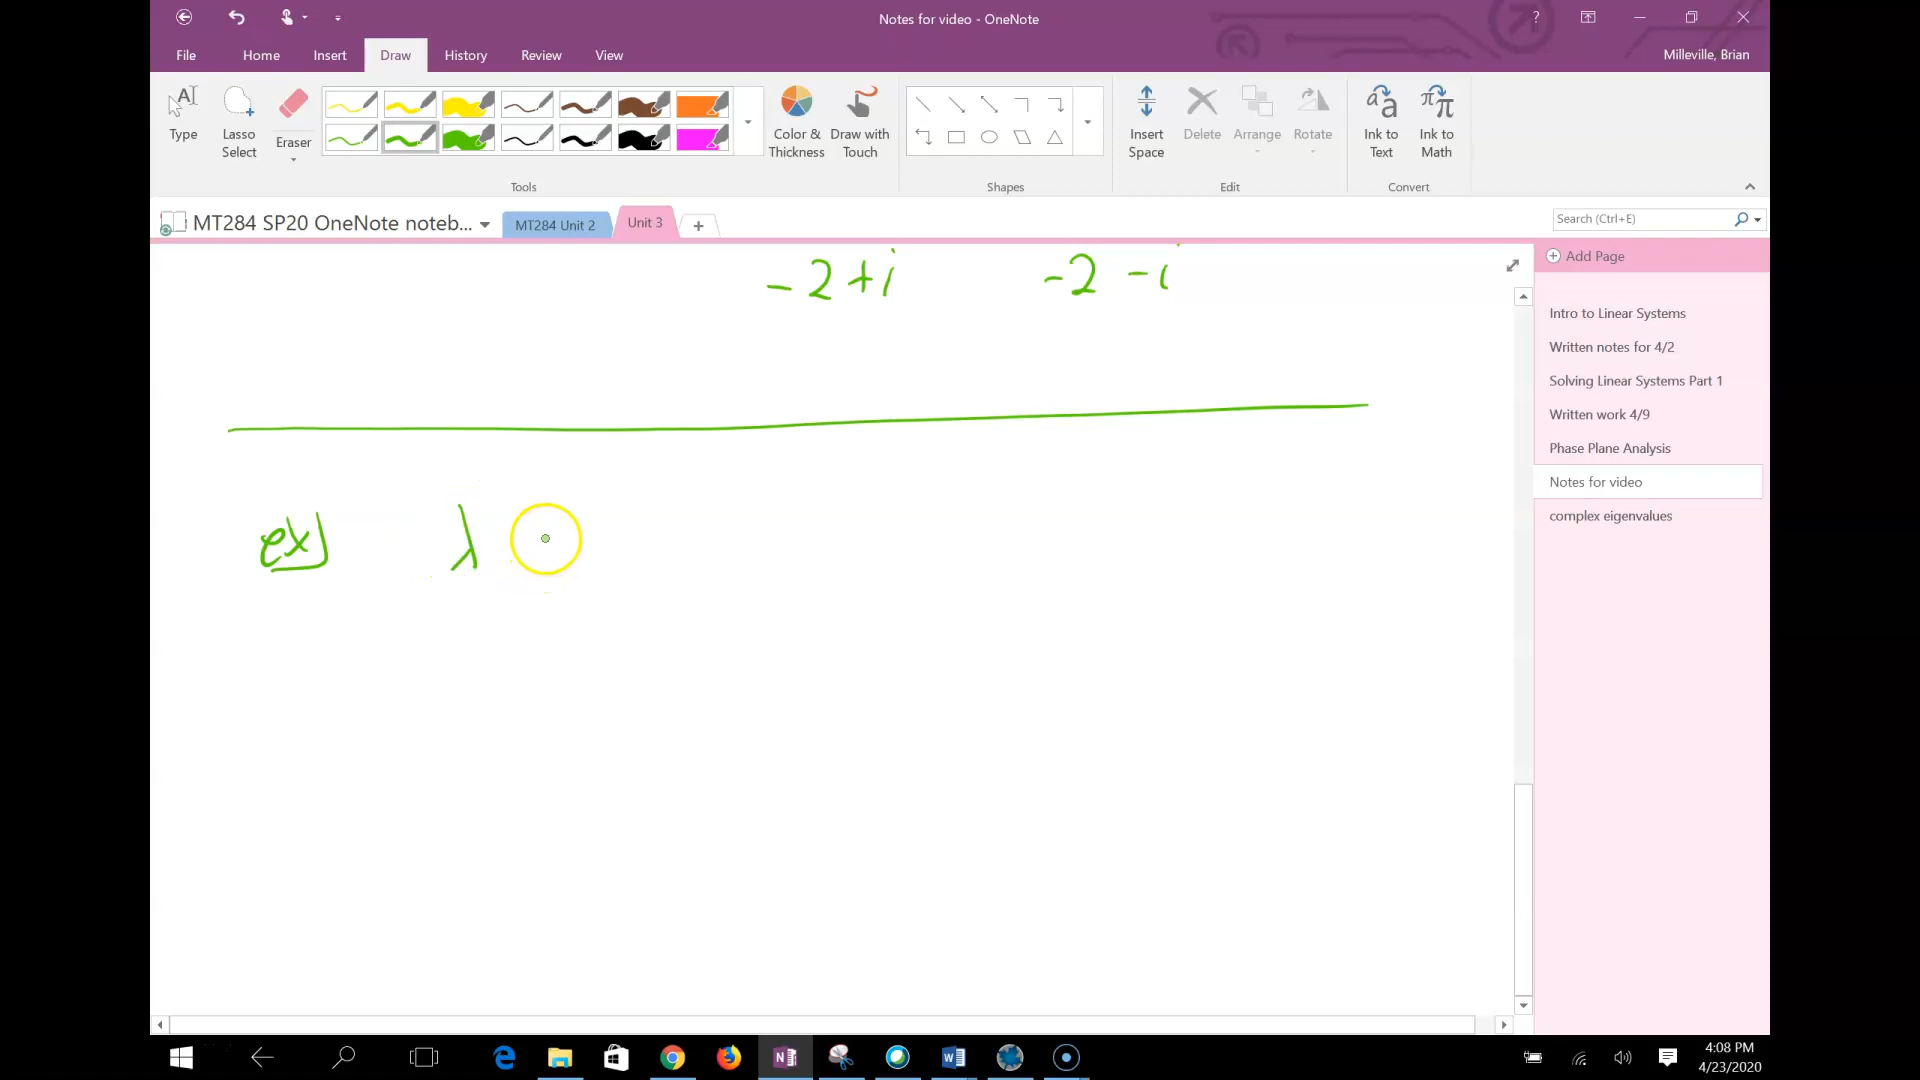 Notes for video - OneNote
?
File Home Insert Draw History Review View
Milleville, Brian
Type
Lasso Select
Eraser
Color & Thickness
Draw with Touch
Insert Space
Delete
Arrange
Rotate
Ink to Text
Ink to Math
Tools
Shapes
Edit
Convert
MT284 SP20 OneNote noteb...
MT284 Unit 2
Unit 3
+
Search (Ctrl+E)
Add Page
Intro to Linear Systems
Written notes for 4/2
Solving Linear Systems Part 1
Written work 4/9
Phase Plane Analysis
Notes for video
complex eigenvalues
-2+i -2-i
ex) λ
4:08 PM
4/23/2020